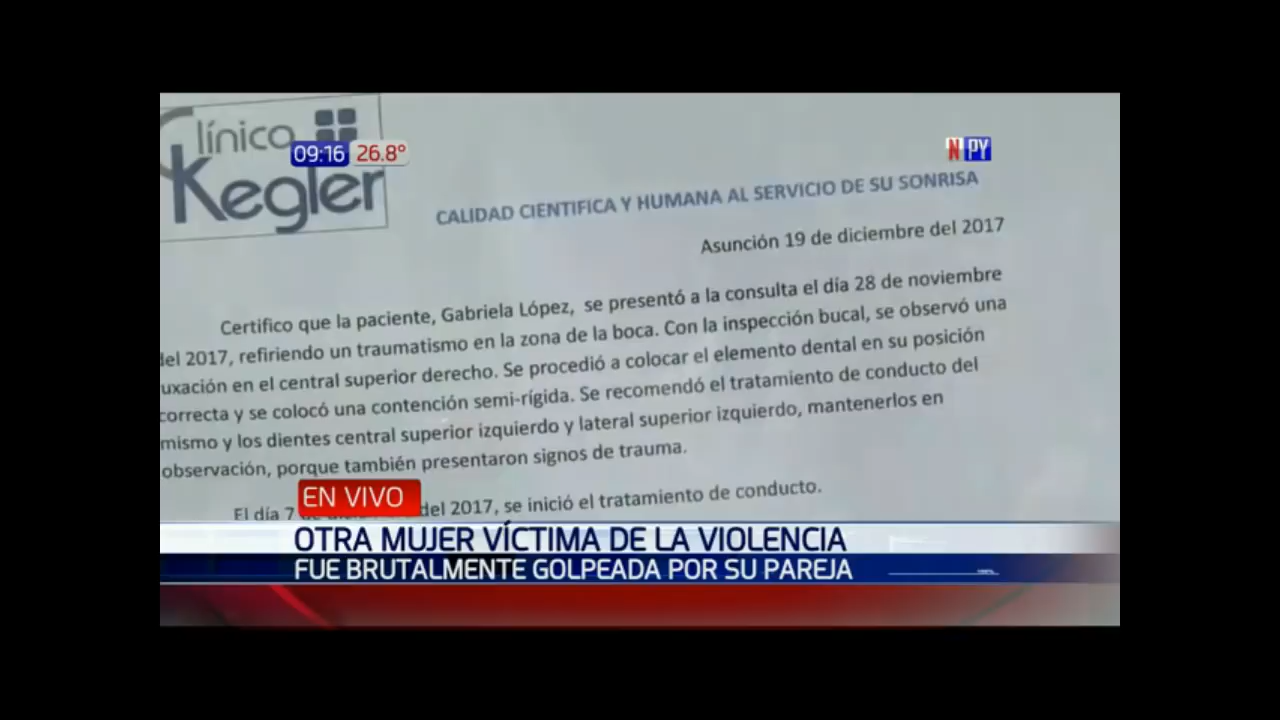 Clínica
Kegler
09:16 26.8°
NPY
CALIDAD CIENTIFICA Y HUMANA AL SERVICIO DE SU SONRISA
Asunción 19 de diciembre del 2017
Certifico que la paciente, Gabriela López, se presentó a la consulta el día 28 de noviembre
del 2017, refiriendo un traumatismo en la zona de la boca. Con la inspección bucal, se observó una
uxación en el central superior derecho. Se procedió a colocar el elemento dental en su posición
correcta y se colocó una contención semi-rígida. Se recomendó el tratamiento de conducto del
mismo y los dientes central superior izquierdo y lateral superior izquierdo, mantenerlos en
observación, porque también presentaron signos de trauma.
El día 7 del 2017, se inició el tratamiento de conducto.
EN VIVO
OTRA MUJER VÍCTIMA DE LA VIOLENCIA
FUE BRUTALMENTE GOLPEADA POR SU PAREJA